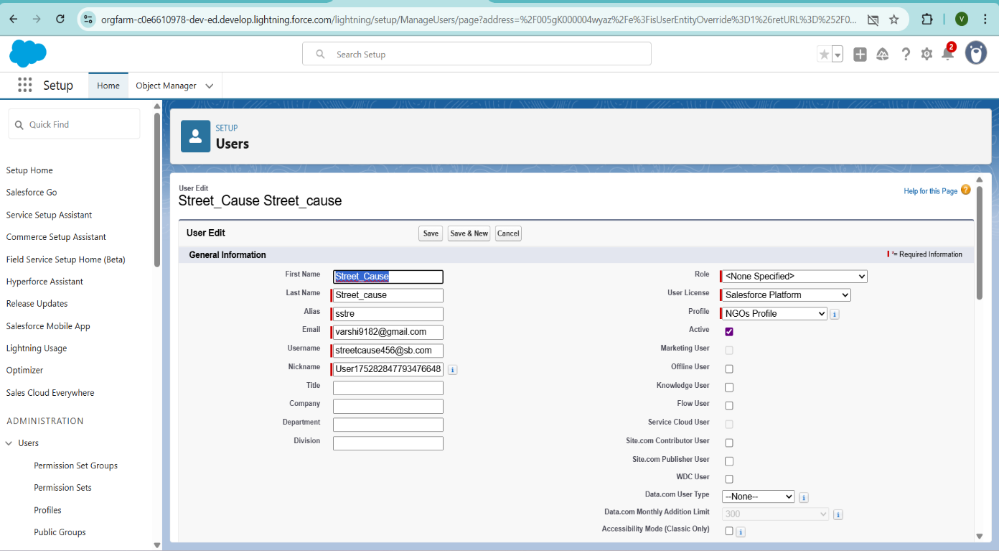 orgfarm-c0e6610978-dev-ed.develop.lightning.force.com/lightning/setup/ManageUsers/page?address=%2F005gK000004wyaz%2Fe%3FisUserEntityOverride%3D1%26retURL%3D%252F0...
V
Search Setup
2
Setup
Home
Object Manager
Quick Find
Setup Home
Salesforce Go
Service Setup Assistant
Commerce Setup Assistant
Field Service Setup Home (Beta)
Hyperforce Assistant
Release Updates
Salesforce Mobile App
Lightning Usage
Optimizer
Sales Cloud Everywhere
ADMINISTRATION
Users
Permission Set Groups
Permission Sets
Profiles
Public Groups
SETUP
Users
User Edit
Street_Cause Street_cause
Help for this Page
User Edit
Save
Save & New
Cancel
General Information
*= Required Information
First Name
Street_Cause
Last Name
Street_cause
Alias
sstre
Email
varshi9182@gmail.com
Username
streetcause456@sb.com
Nickname
User175282847793476648
Title
Company
Department
Division
Role
<None Specified>
User License
Salesforce Platform
Profile
NGOs Profile
Active
Marketing User
Offline User
Knowledge User
Flow User
Service Cloud User
Site.com Contributor User
Site.com Publisher User
WDC User
Data.com User Type
--None--
Data.com Monthly Addition Limit
300
Accessibility Mode (Classic Only)